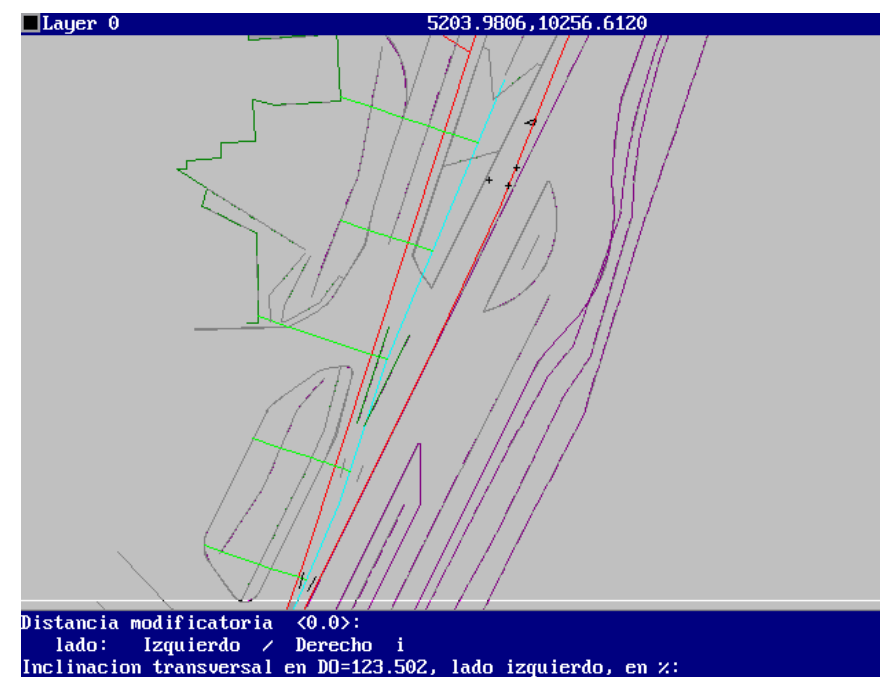 Layer 0 5203.9806,10256.6120
Distancia modificatoria <0.0>:
lado: Izquierdo / Derecho i
Inclinacion transversal en DO=123.502, lado izquierdo, en %: